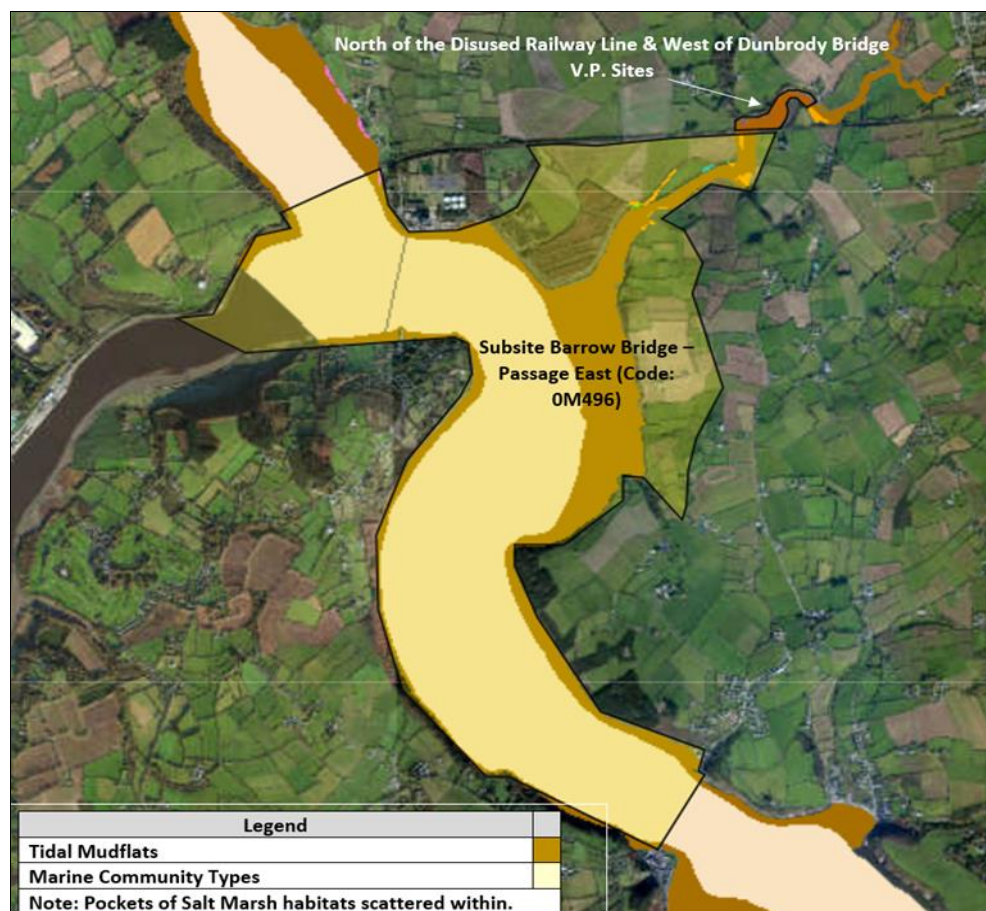 North of the Disused Railway Line & West of Dunbrody Bridge
V.P. Sites
Subsite Barrow Bridge –
Passage East (Code:
0M496)
Legend
Tidal Mudflats
Marine Community Types
Note: Pockets of Salt Marsh habitats scattered within.